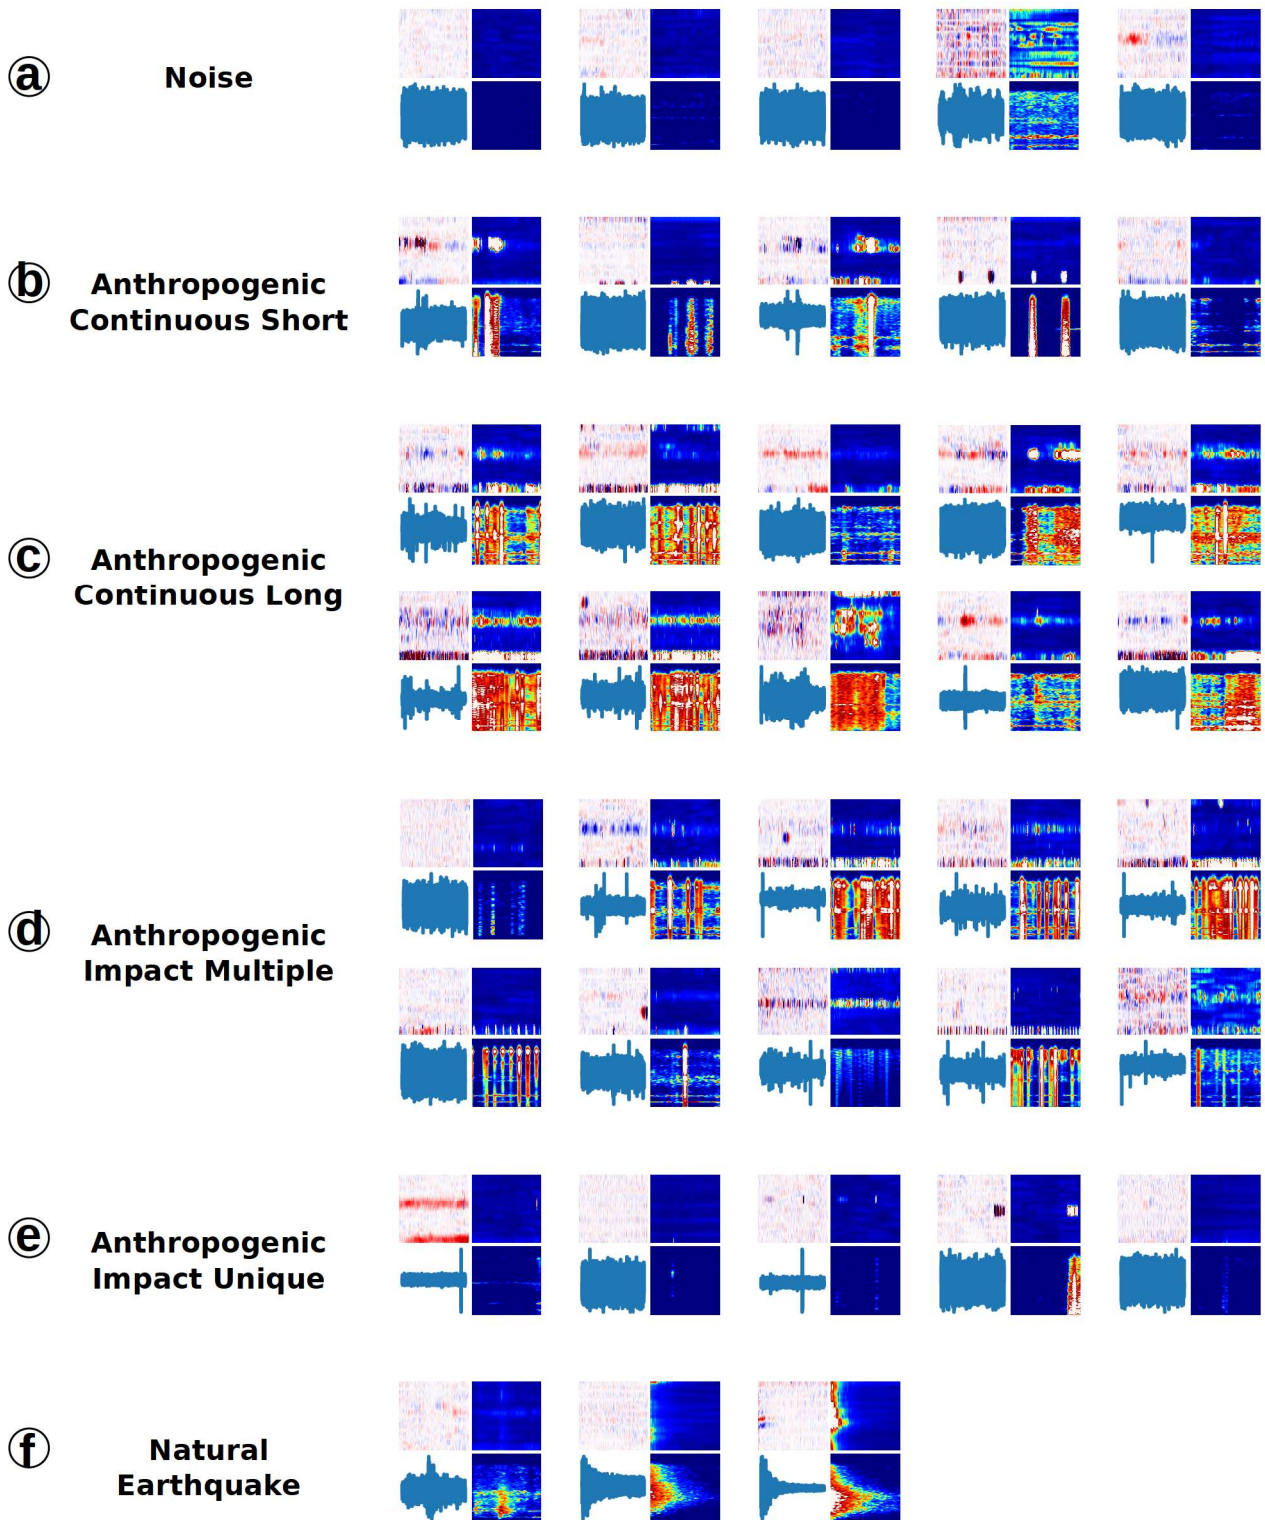 ⓐ Noise
Anthropogenic
ⓑ
Continuous Short
Anthropogenic
ⓒ
Continuous Long
Anthropogenic
ⓓ
Impact Multiple
Anthropogenic
ⓔ
Impact Unique
Natural
ⓕ
Earthquake